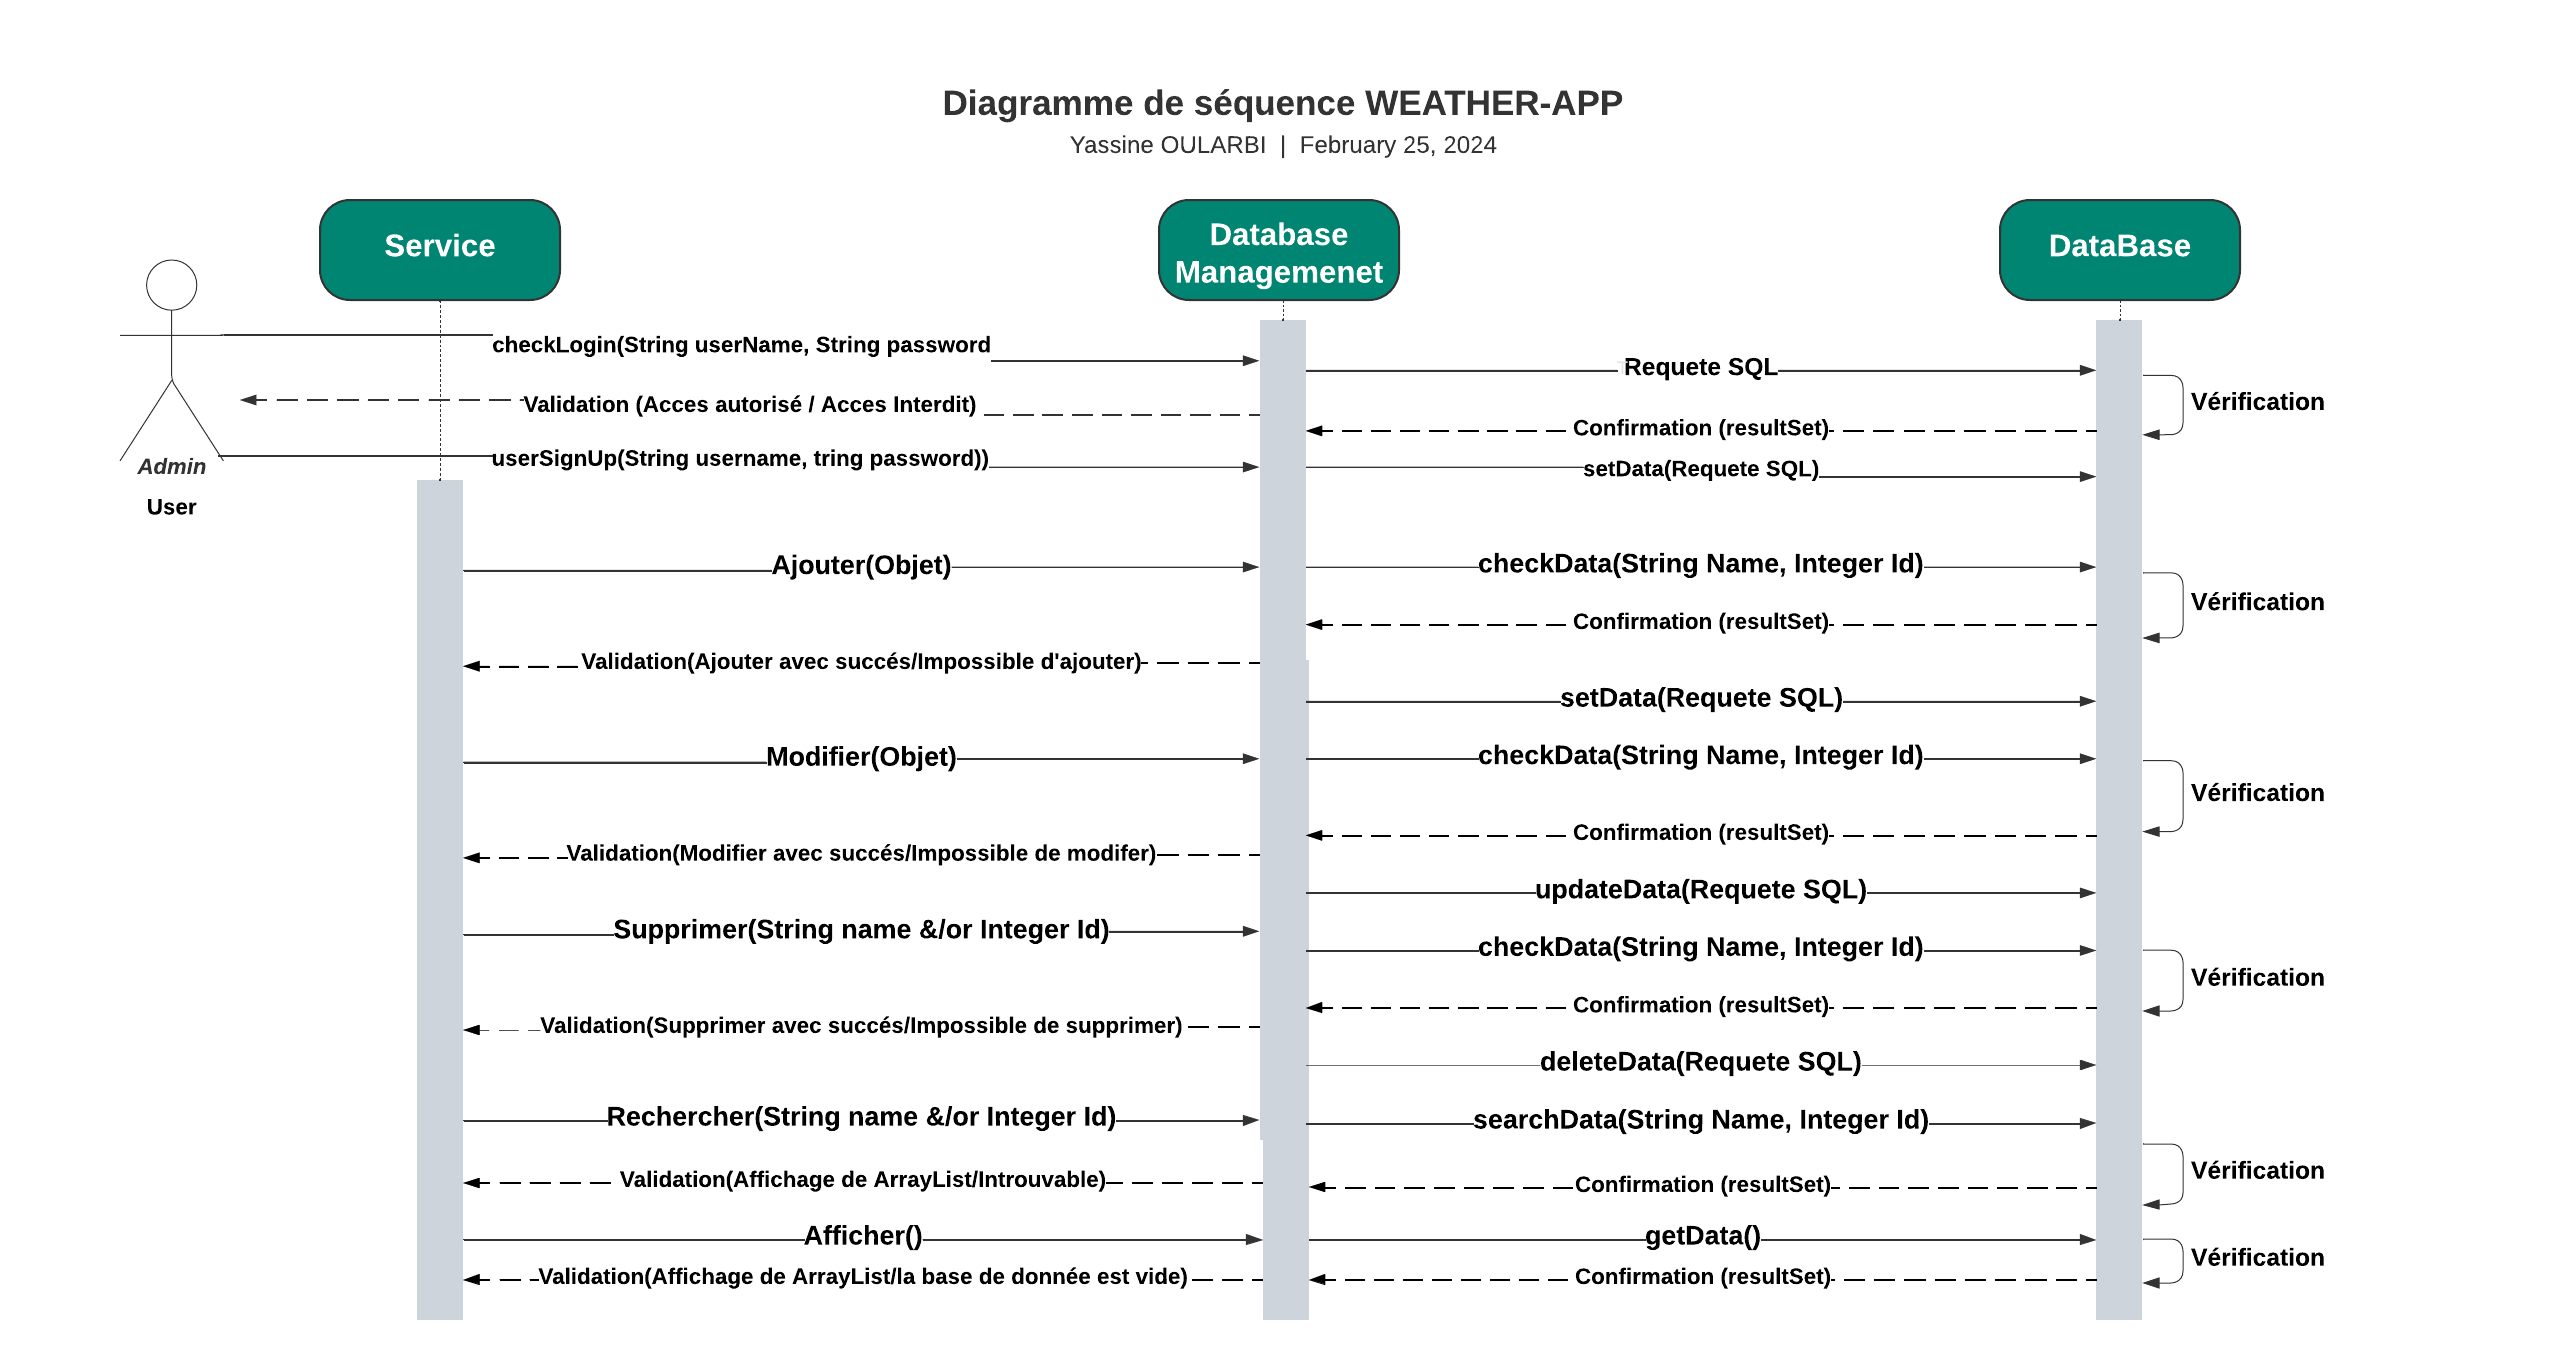 Diagramme de séquence WEATHER-APP
Yassine OULARBI | February 25, 2024
Service
Database
Managemenet
DataBase
checkLogin(String userName, String password
Requete SQL
Vérification
Validation (Acces autorisé / Acces Interdit)
Confirmation (resultSet)
userSignUp(String username, tring password))
setData(Requete SQL)
Admin
User
Ajouter(Objet)
checkData(String Name, Integer Id)
Vérification
Confirmation (resultSet)
Validation(Ajouter avec succés/Impossible d'ajouter)
setData(Requete SQL)
Modifier(Objet)
checkData(String Name, Integer Id)
Vérification
Confirmation (resultSet)
Validation(Modifier avec succés/Impossible de modifer)
updateData(Requete SQL)
Supprimer(String name &/or Integer Id)
checkData(String Name, Integer Id)
Vérification
Confirmation (resultSet)
Validation(Supprimer avec succés/Impossible de supprimer)
deleteData(Requete SQL)
Rechercher(String name &/or Integer Id)
searchData(String Name, Integer Id)
Vérification
Validation(Affichage de ArrayList/Introuvable)
Confirmation (resultSet)
Afficher()
getData()
Vérification
Validation(Affichage de ArrayList/la base de donnée est vide)
Confirmation (resultSet)